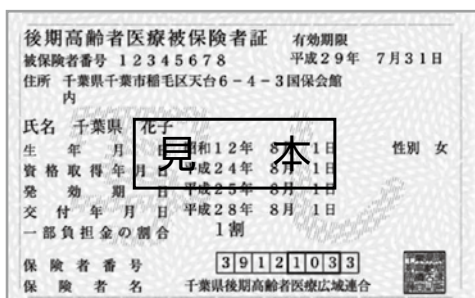 後期高齢者医療被保険者証 有効期限
被保険者番号 12345678 平成29年 7月31日
住所 千葉県千葉市稲毛区天台6-4-3国保会館
内
氏名 千葉県 花子
生年月日 昭和12年 8月 1日 性別 女
資格取得年月日 平成24年 8月 1日
見本
発効期日 平成25年 8月 1日
交付年月日 平成28年 8月 1日
一部負担金の割合 1割
保険者番号 39121033
保険者名 千葉県後期高齢者医療広域連合